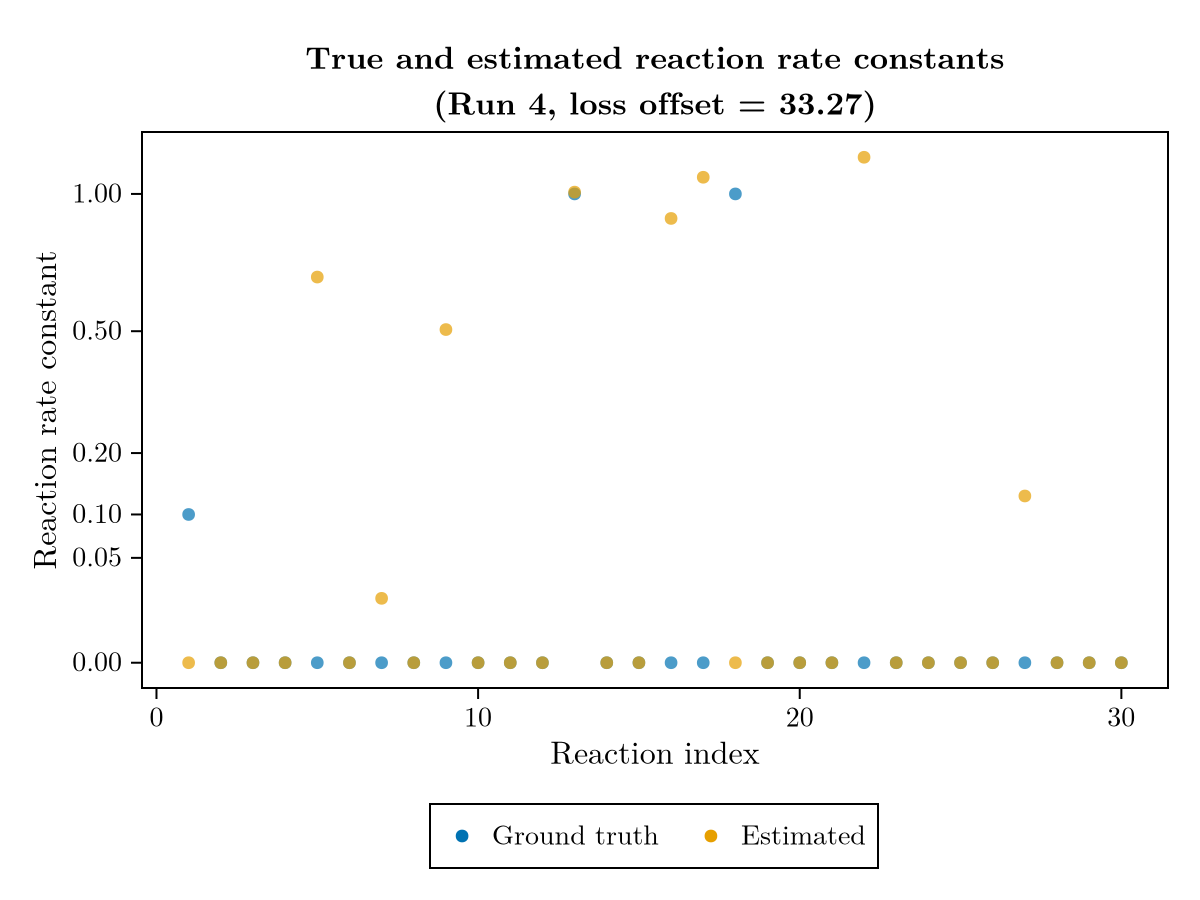 True and estimated reaction rate constants
(Run 4, loss offset = 33.27)
Reaction rate constant
1.00
0.50
0.20
0.10
0.05
0.00
0 10 20 30
Reaction index
Ground truth Estimated